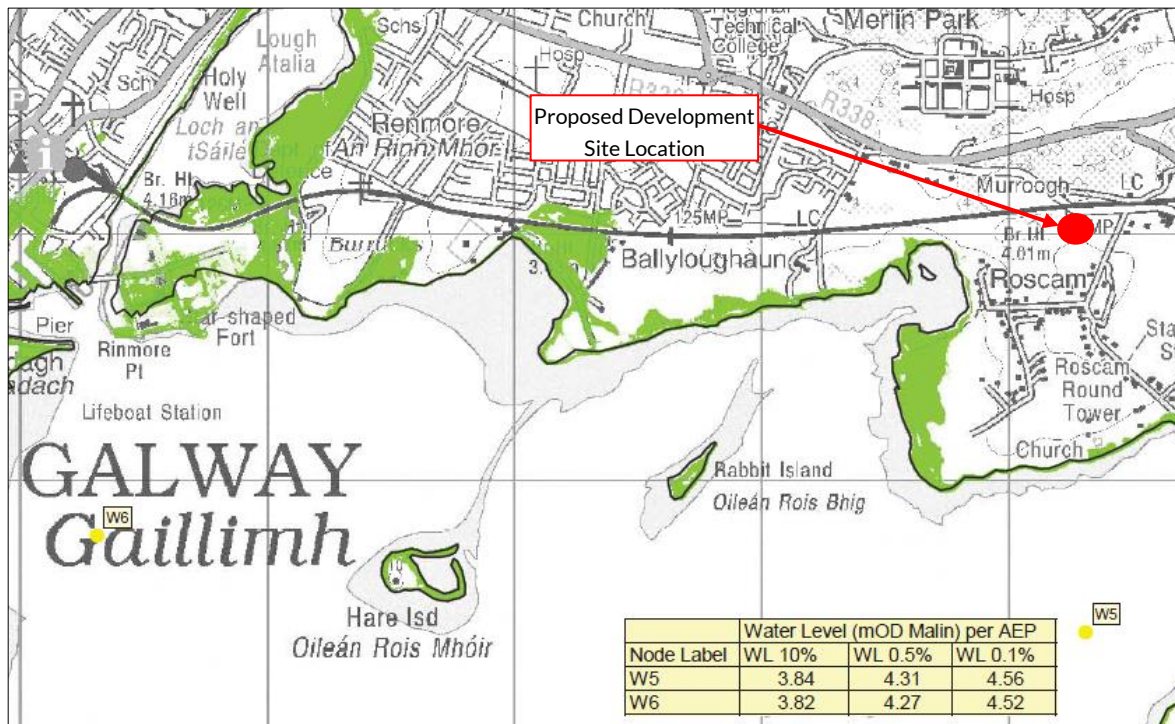 Lough
Atalia
Schs
Church
Technical
College
Merlin Park
Hosp
Sch
Holy
Well
Loch an
tSáile
Hosp
R338
Proposed Development
Site Location
Renmore
An Rinn Mhór
P
i
Br. Ht
4.16m
Murroogh
LC
125MP
LC
MP
Br. Ht
4.01m
Ballyloughaun
Roscam
Pier
Fort
Rinmore
Pt
Roscam
Round
Tower
Lifeboat Station
Church
GALWAY
Gaillimh
W6
Rabbit Island
Oileán Rois Bhig
Hare Isd
Oileán Rois Mhóir
W5
Water Level (mOD Malin) per AEP
Node Label WL 10% WL 0.5% WL 0.1%
W5 3.84 4.31 4.56
W6 3.82 4.27 4.52